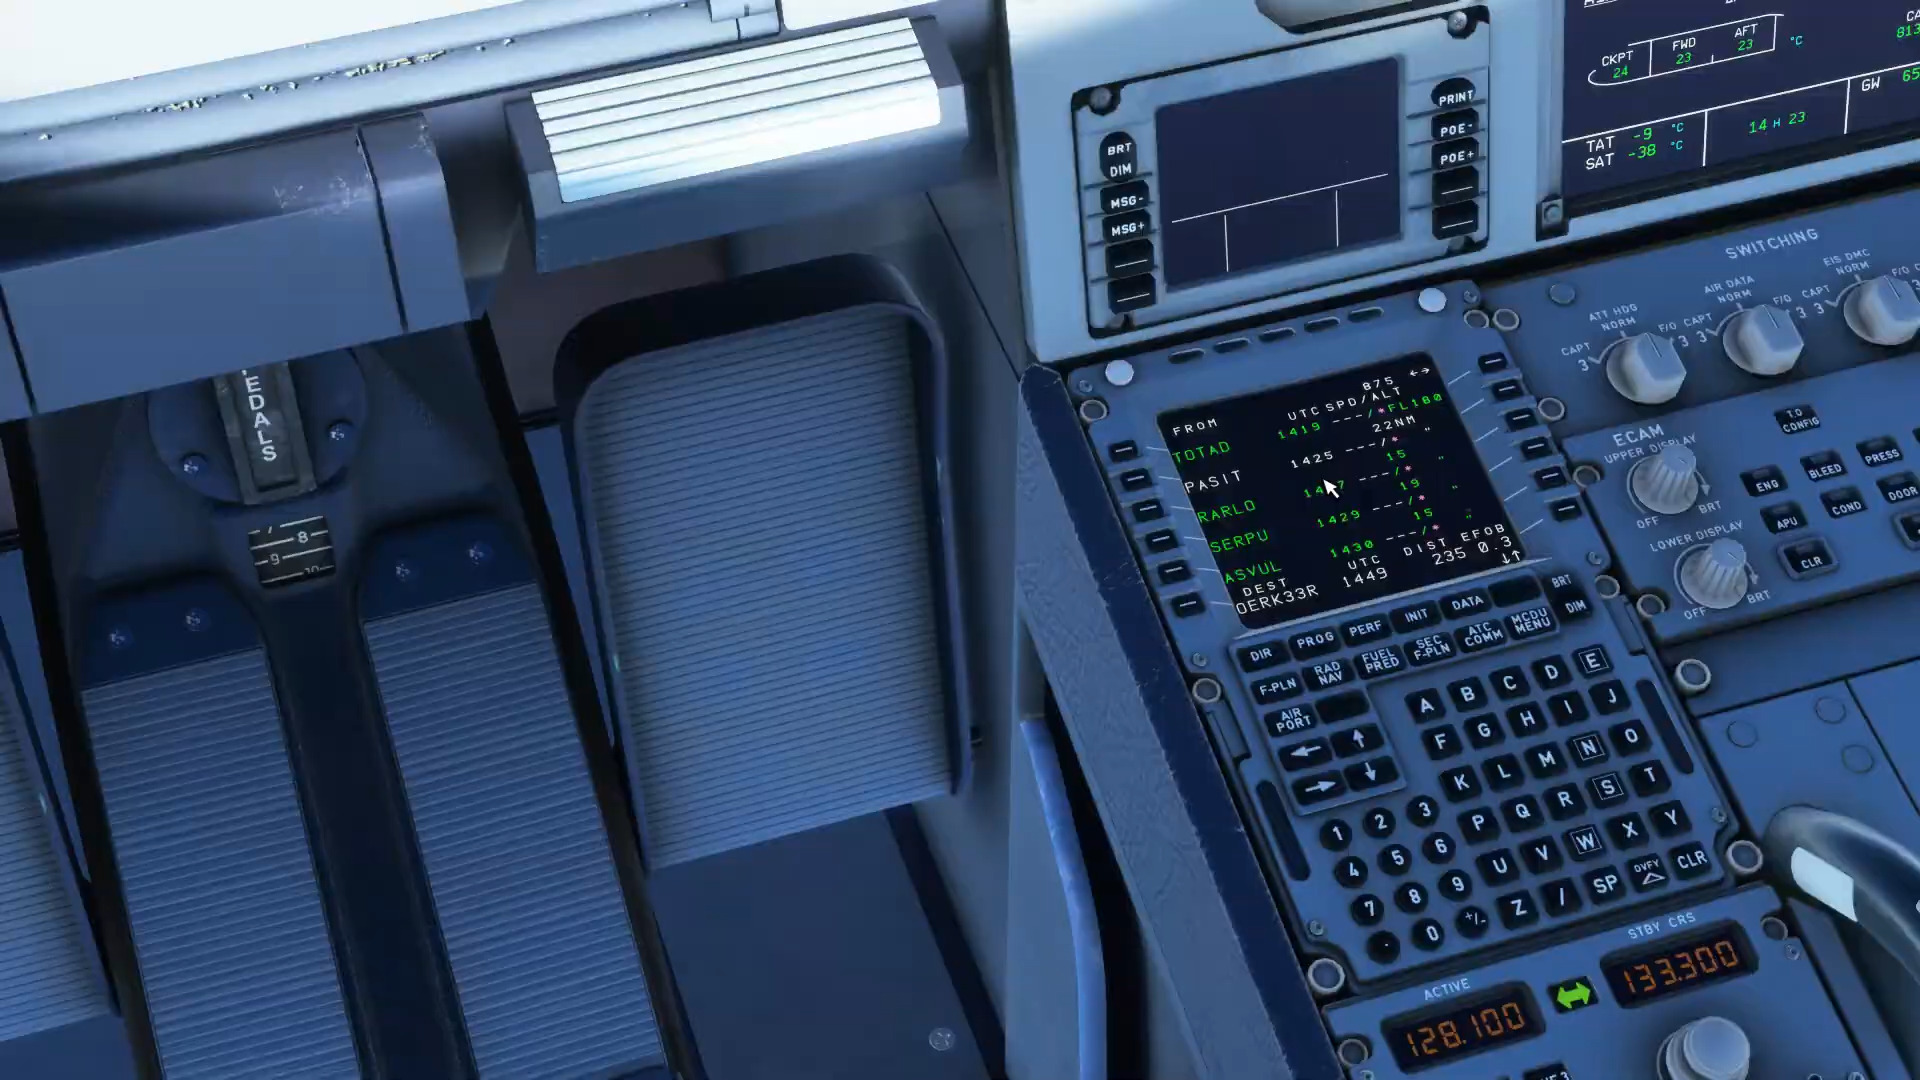 PEDALS
7
8
9
10
BRT
DIM
MSG-
MSG+
PRINT
POE-
POE+
CKPT FWD AFT °C
24 23 23
813
GW 65
TAT -9 °C
SAT -38 °C
14 H 23
SWITCHING
ATT HDG
NORM
CAPT 3 F/O 3
AIR DATA
NORM
CAPT 3 F/O 3
EIS DMC
NORM
CAPT 3 F/O
875 ←→
FROM UTC SPD/ALT
TOTAD 1419 ---/*FL180
22NM
PASIT 1425 ---/* "
15
RARLO ---/* "
19
SERPU 1429 ---/* "
15
ASVUL 1430 ---/* "
DEST UTC DIST EFOB
OERK33R 1449 235 0.3
↓↑
ECAM
UPPER DISPLAY
OFF BRT
LOWER DISPLAY
OFF BRT
T.O
CONFIG
ENG BLEED PRESS
APU COND DOOR
CLR
DIR PROG PERF INIT DATA
BRT
DIM
F-PLN RAD NAV FUEL PRED SEC F-PLN ATC COMM MCDU MENU
AIR PORT
← ↑
→ ↓
A B C D E
F G H I J
K L M N O
P Q R S T
U V W X Y
Z / SP OVFY △ CLR
1 2 3
4 5 6
7 8 9
. 0 +/-
ACTIVE STBY CRS
128.100 133.300